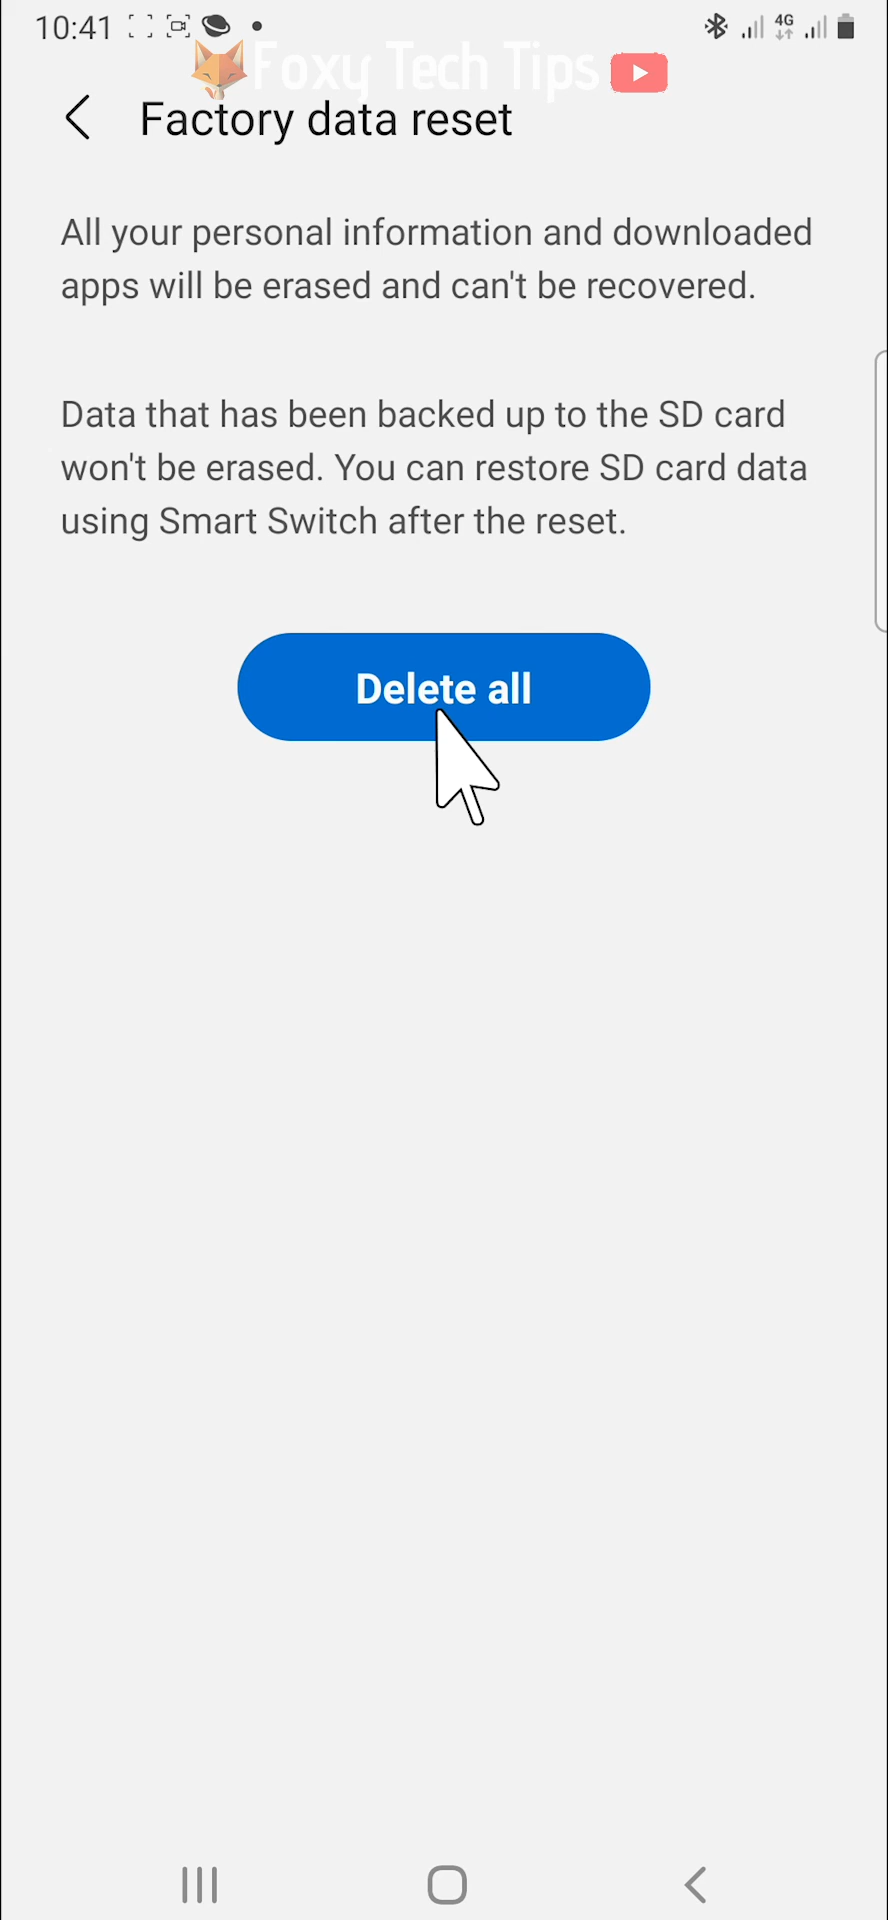 10:41
4G
Foxy Tech Tips
Factory data reset
All your personal information and downloaded
apps will be erased and can't be recovered.
Data that has been backed up to the SD card
won't be erased. You can restore SD card data
using Smart Switch after the reset.
Delete all